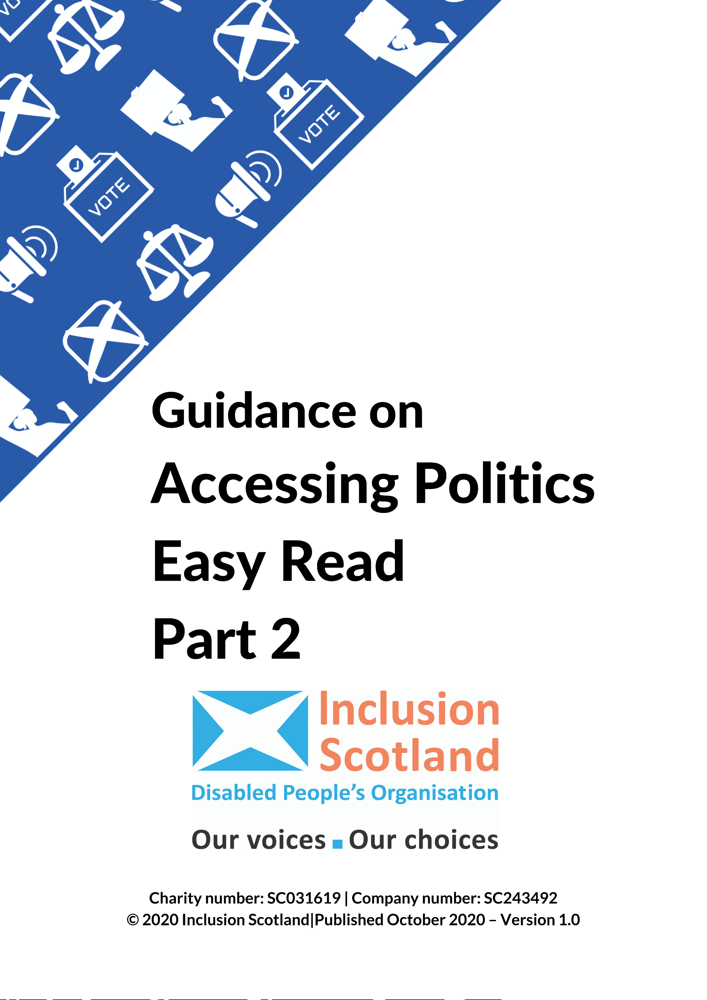 VO
VOTE
VOTE
Guidance on
Accessing Politics
Easy Read
Part 2
Inclusion
Scotland
Disabled People’s Organisation
Our voices ■ Our choices
Charity number: SC031619 | Company number: SC243492
© 2020 Inclusion Scotland|Published October 2020 – Version 1.0